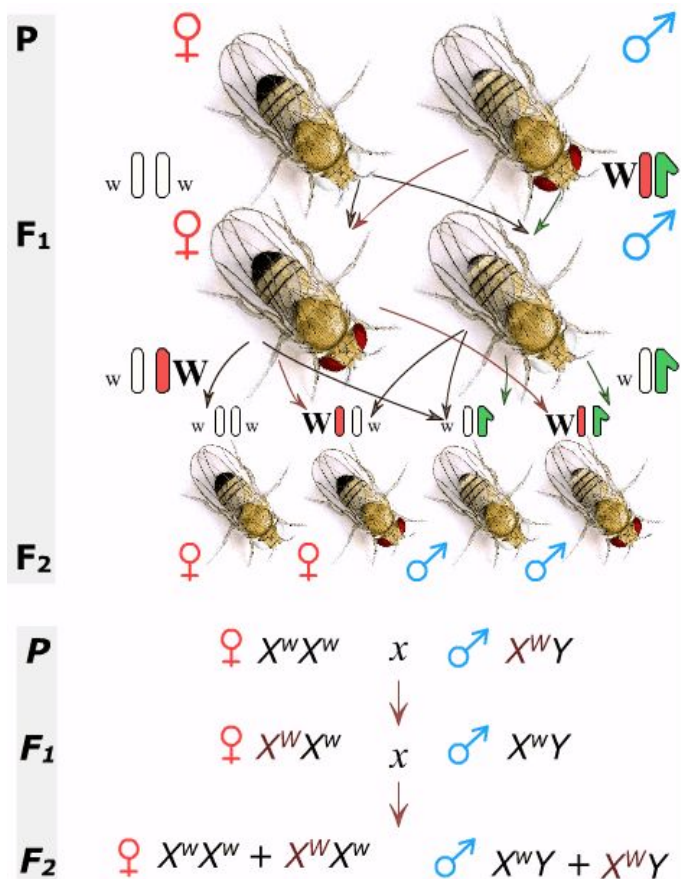 P ♀ ♂
w w W
F₁ ♀ ♂
w W w
w w W w w W
F₂ ♀ ♀ ♂ ♂
P ♀ XʷXʷ x ♂ XᵂY
F₁ ♀ XᵂXʷ x ♂ XʷY
F₂ ♀ XʷXʷ + XᵂXʷ ♂ XʷY + XᵂY